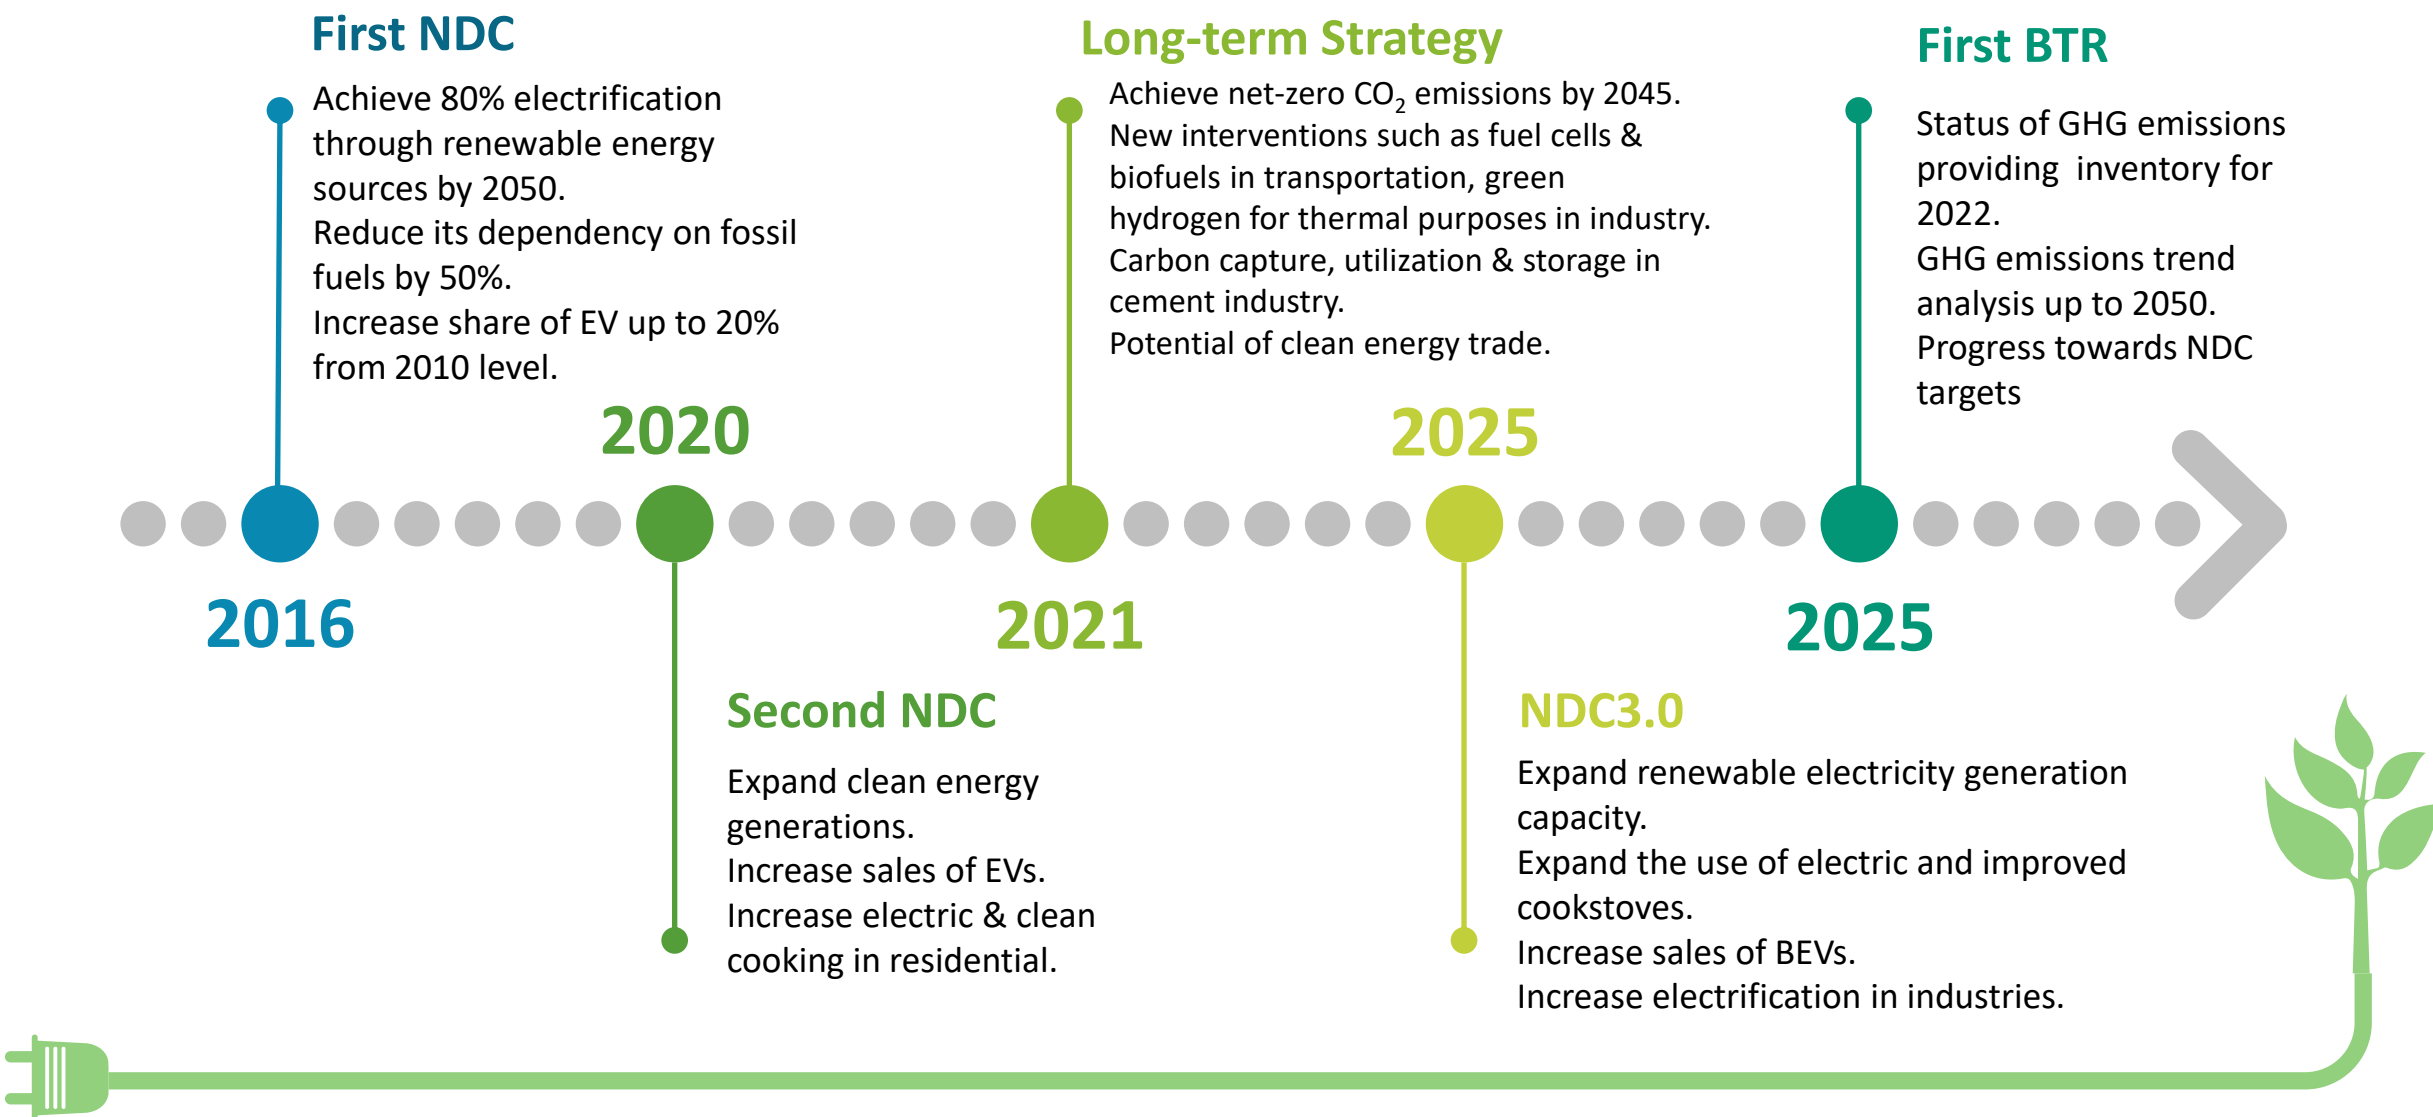 First NDC
Achieve 80% electrification
through renewable energy
sources by 2050.
Reduce its dependency on fossil
fuels by 50%.
Increase share of EV up to 20%
from 2010 level.
2016
2020
Second NDC
Expand clean energy
generations.
Increase sales of EVs.
Increase electric & clean
cooking in residential.
Long-term Strategy
Achieve net-zero CO₂ emissions by 2045.
New interventions such as fuel cells &
biofuels in transportation, green
hydrogen for thermal purposes in industry.
Carbon capture, utilization & storage in
cement industry.
Potential of clean energy trade.
2021
2025
NDC3.0
Expand renewable electricity generation
capacity.
Expand the use of electric and improved
cookstoves.
Increase sales of BEVs.
Increase electrification in industries.
First BTR
Status of GHG emissions
providing  inventory for
2022.
GHG emissions trend
analysis up to 2050.
Progress towards NDC
targets
2025